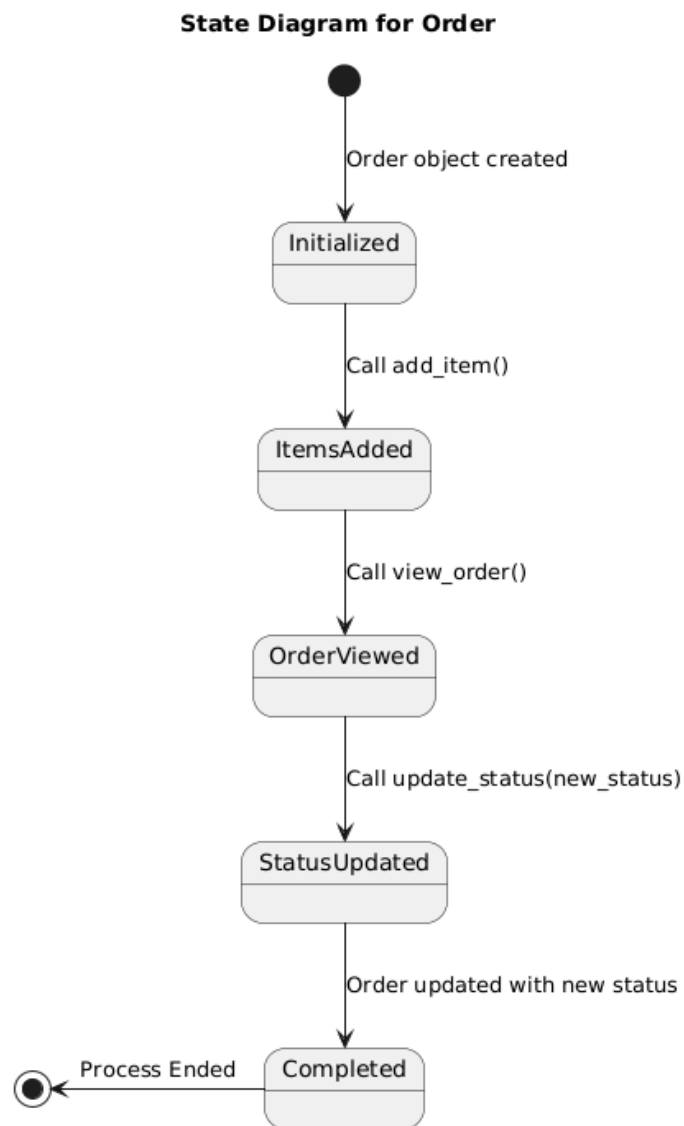 State Diagram for Order
Order object created
Initialized
Call add_item()
ItemsAdded
Call view_order()
OrderViewed
Call update_status(new_status)
StatusUpdated
Order updated with new status
Process Ended
Completed